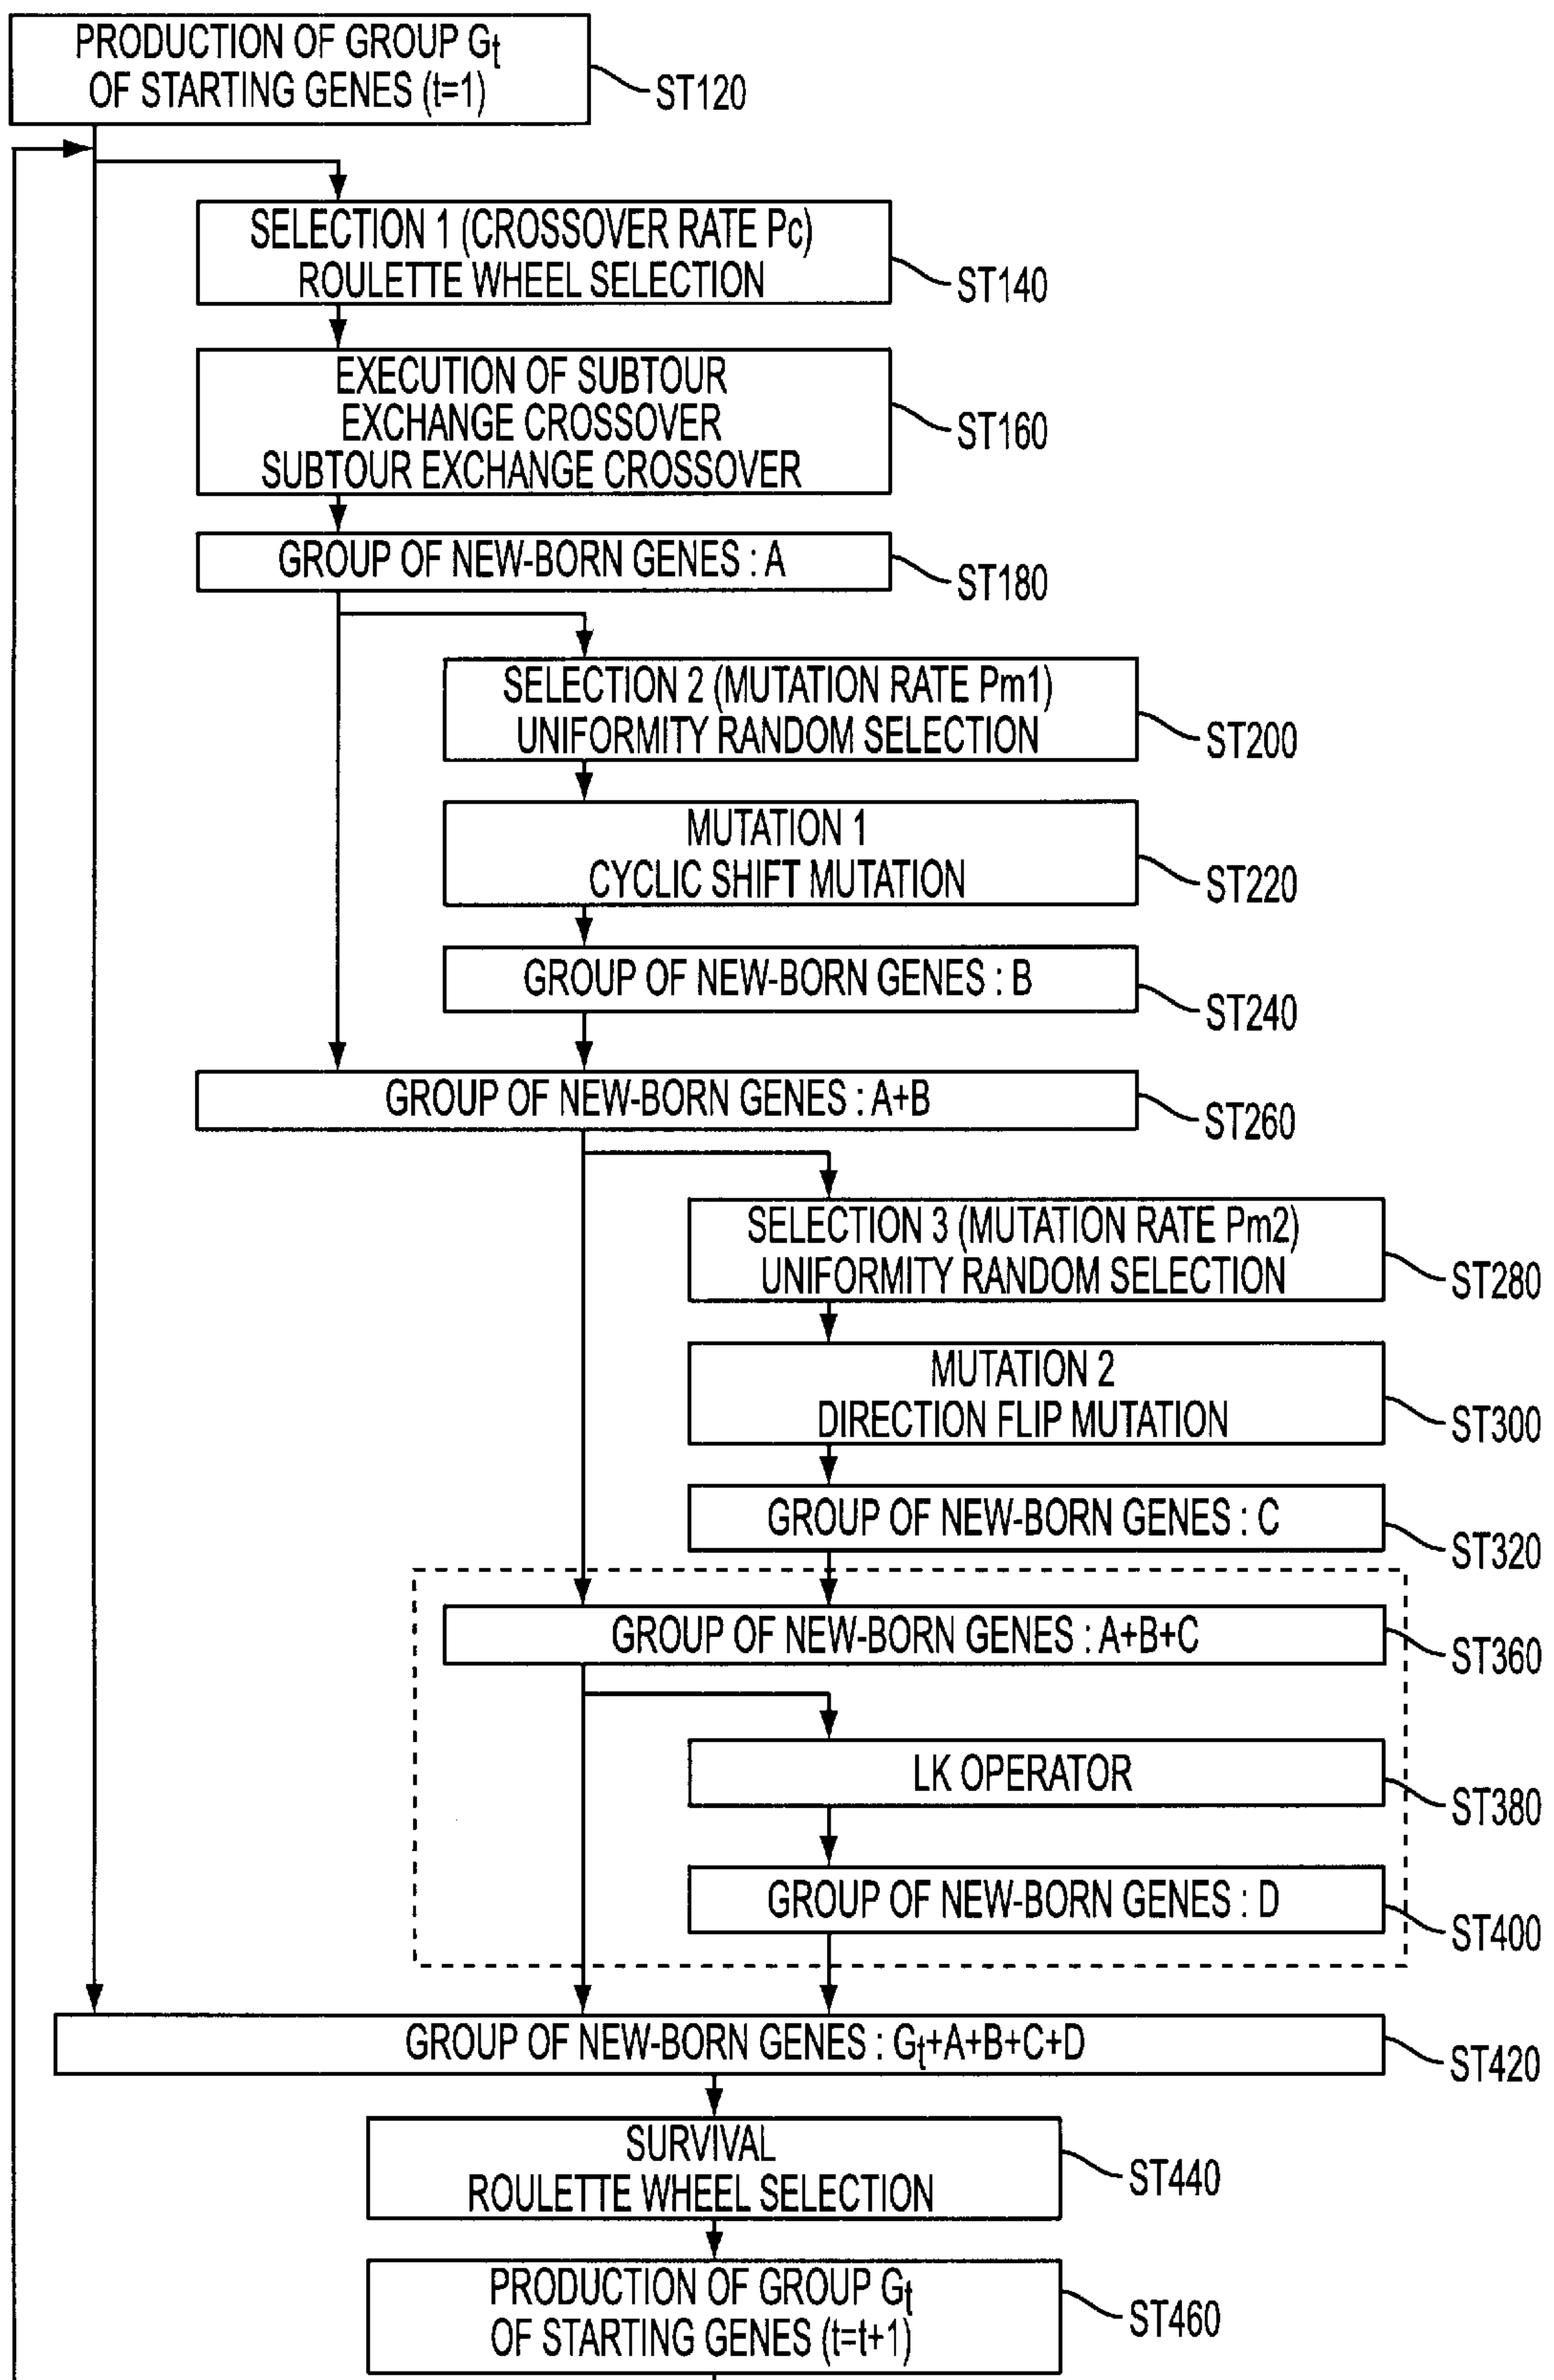 PRODUCTION OF GROUP Gt
OF STARTING GENES (t=1)
ST120
SELECTION 1 (CROSSOVER RATE Pc)
ROULETTE WHEEL SELECTION
ST140
EXECUTION OF SUBTOUR
EXCHANGE CROSSOVER
SUBTOUR EXCHANGE CROSSOVER
ST160
GROUP OF NEW-BORN GENES : A
ST180
SELECTION 2 (MUTATION RATE Pm1)
UNIFORMITY RANDOM SELECTION
ST200
MUTATION 1
CYCLIC SHIFT MUTATION
ST220
GROUP OF NEW-BORN GENES : B
ST240
GROUP OF NEW-BORN GENES : A+B
ST260
SELECTION 3 (MUTATION RATE Pm2)
UNIFORMITY RANDOM SELECTION
ST280
MUTATION 2
DIRECTION FLIP MUTATION
ST300
GROUP OF NEW-BORN GENES : C
ST320
GROUP OF NEW-BORN GENES : A+B+C
ST360
LK OPERATOR
ST380
GROUP OF NEW-BORN GENES : D
ST400
GROUP OF NEW-BORN GENES : Gt+A+B+C+D
ST420
SURVIVAL
ROULETTE WHEEL SELECTION
ST440
PRODUCTION OF GROUP Gt
OF STARTING GENES (t=t+1)
ST460